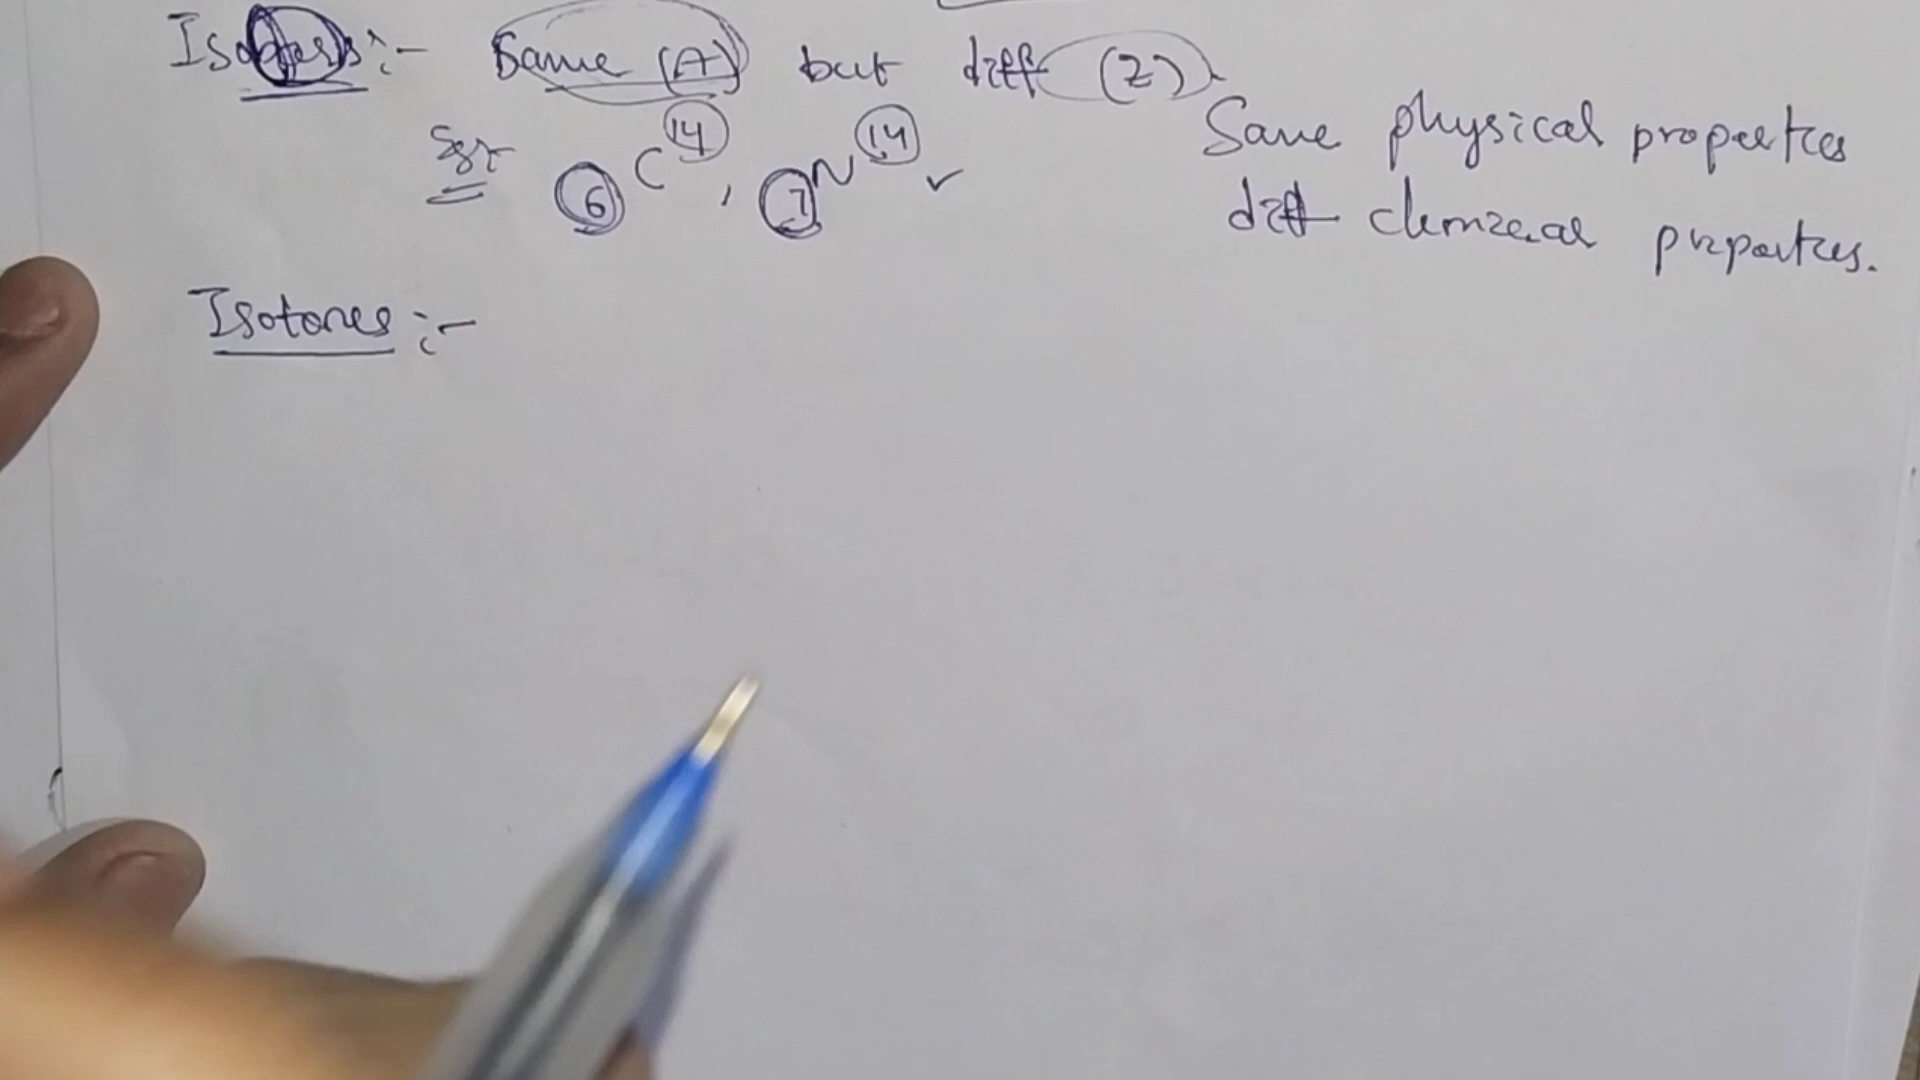 Isobars :- Same (A) but diff (Z)
Eg:- 6 C 14 , 7 N 14
Same physical properties
diff chemical properties.
Isotones :-